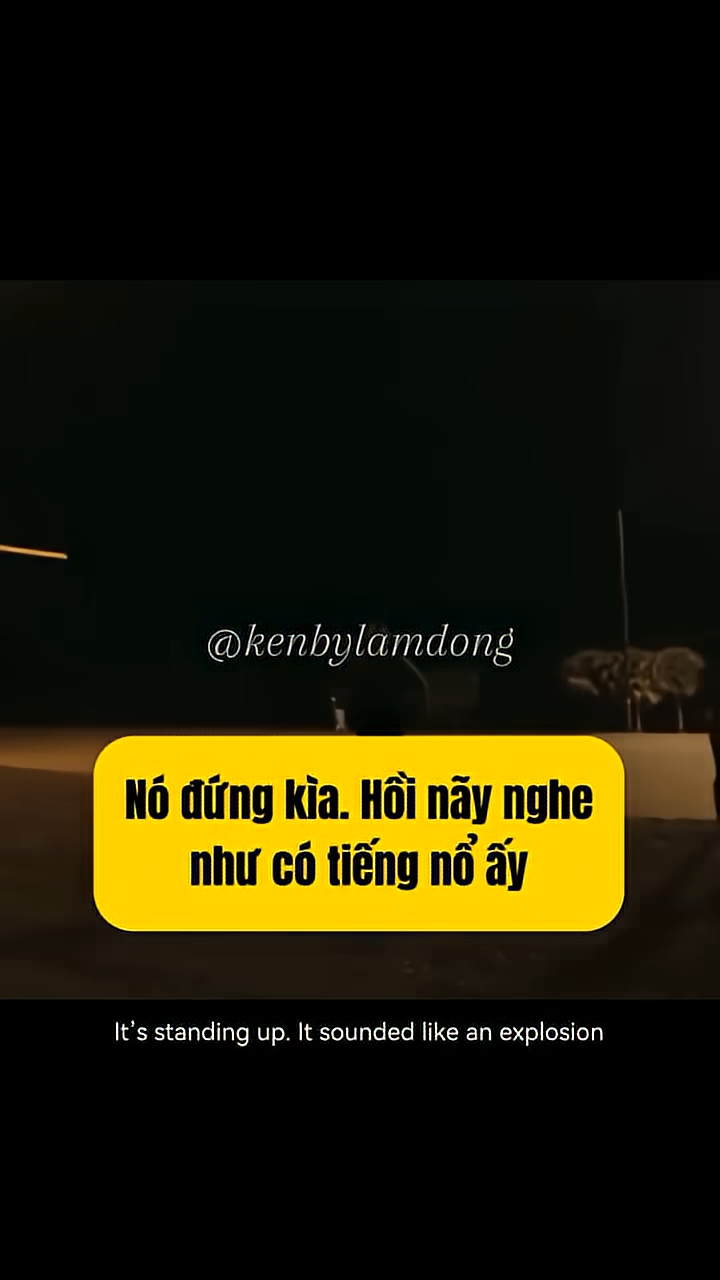 @kenbylamdong
Nó đứng kìa. Hồi nãy nghe
như có tiếng nổ ấy
It’s standing up. It sounded like an explosion